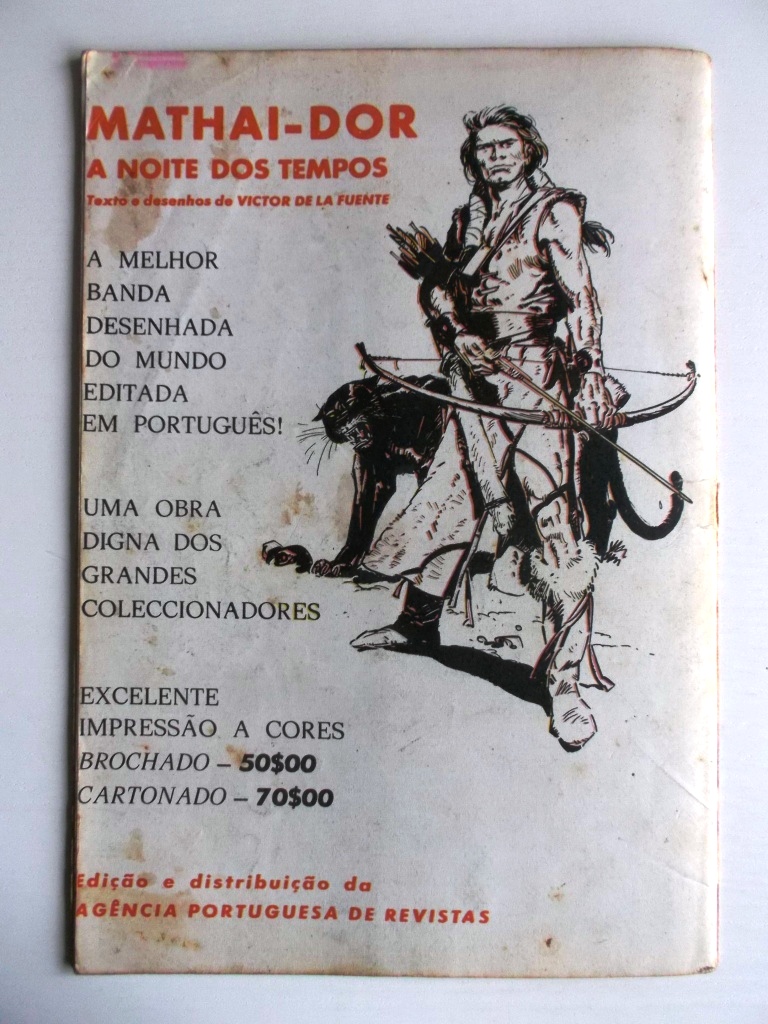 MATHAI-DOR
A NOITE DOS TEMPOS
Texto e desenhos de VICTOR DE LA FUENTE
A MELHOR
BANDA
DESENHADA
DO MUNDO
EDITADA
EM PORTUGUÊS!
UMA OBRA
DIGNA DOS
GRANDES
COLECCIONADORES
EXCELENTE
IMPRESSÃO A CORES
BROCHADO – 50$00
CARTONADO – 70$00
Edição e distribuição da
AGÊNCIA PORTUGUESA DE REVISTAS